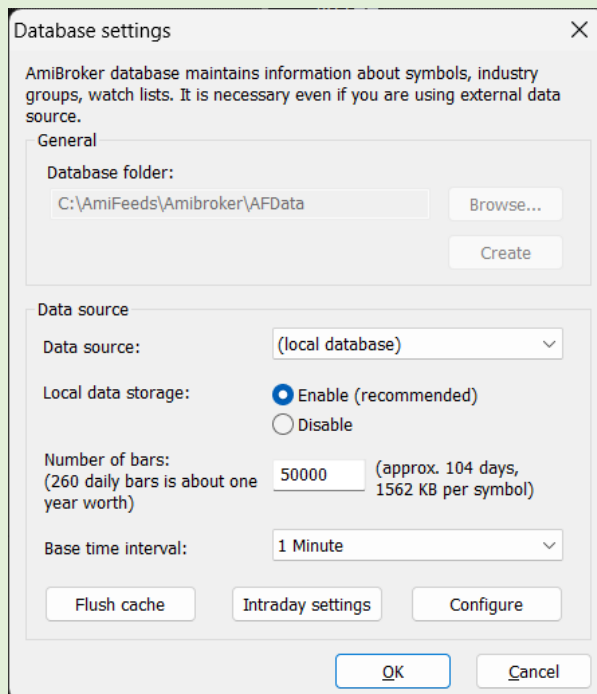 Database settings
AmiBroker database maintains information about symbols, industry
groups, watch lists. It is necessary even if you are using external data
source.
General
Database folder:
C:\AmiFeeds\Amibroker\AFData
Browse...
Create
Data source
Data source:
(local database)
Local data storage:
Enable (recommended)
Disable
Number of bars:
(260 daily bars is about one
year worth)
50000
(approx. 104 days,
1562 KB per symbol)
Base time interval:
1 Minute
Flush cache
Intraday settings
Configure
OK
Cancel